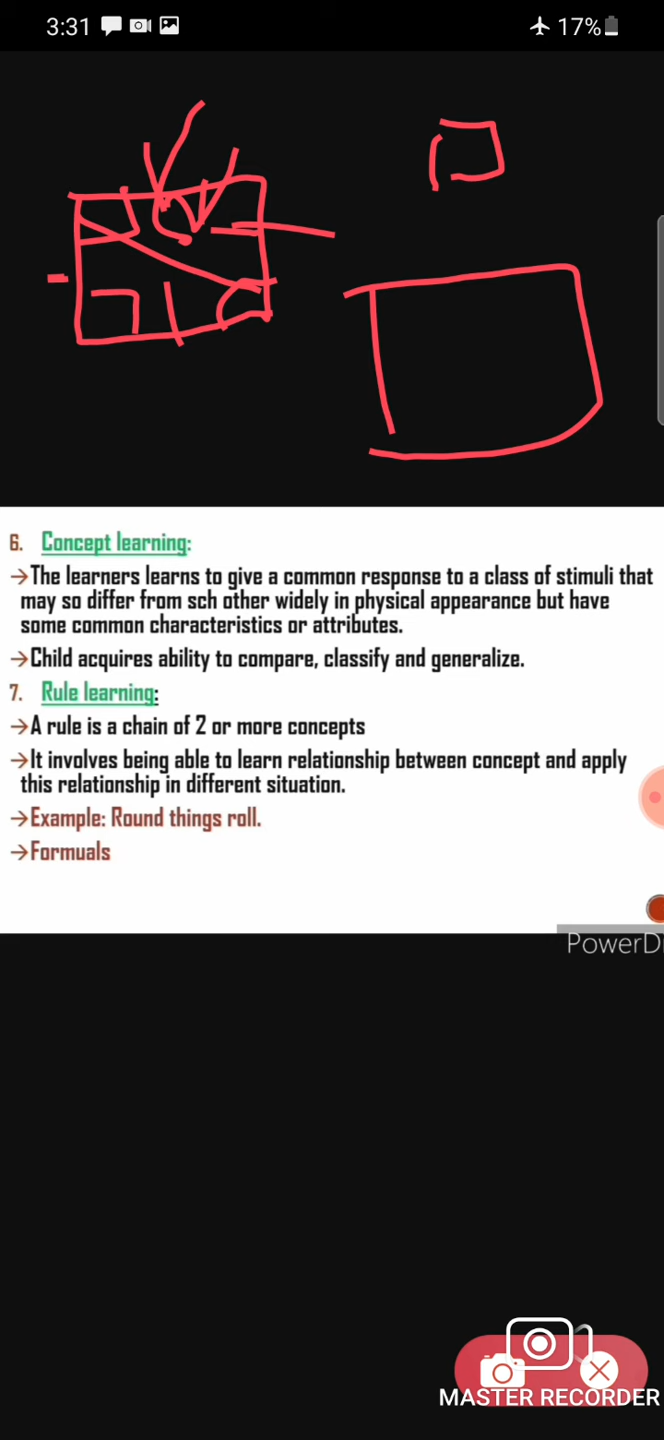 3:31
17%
6. Concept learning:
→The learners learns to give a common response to a class of stimuli that
may so differ from sch other widely in physical appearance but have
some common characteristics or attributes.
→Child acquires ability to compare, classify and generalize.
7. Rule learning:
→A rule is a chain of 2 or more concepts
→It involves being able to learn relationship between concept and apply
this relationship in different situation.
→Example: Round things roll.
→Formuals
PowerDi
MASTER RECORDER